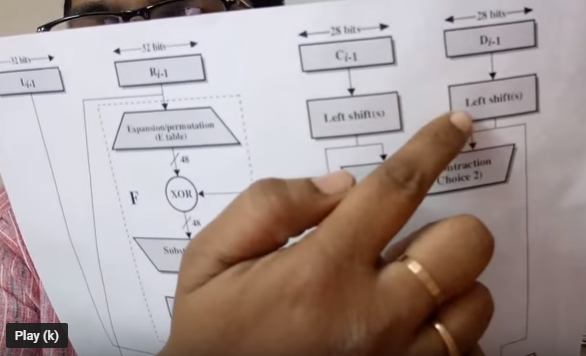 32 bits
32 bits
28 bits
28 bits
Li-1
Ri-1
Ci-1
Di-1
Expansion/permutation
(E table)
Left shift(s)
Left shift(s)
48
F
XOR
Choice 2)
48
Play (k)